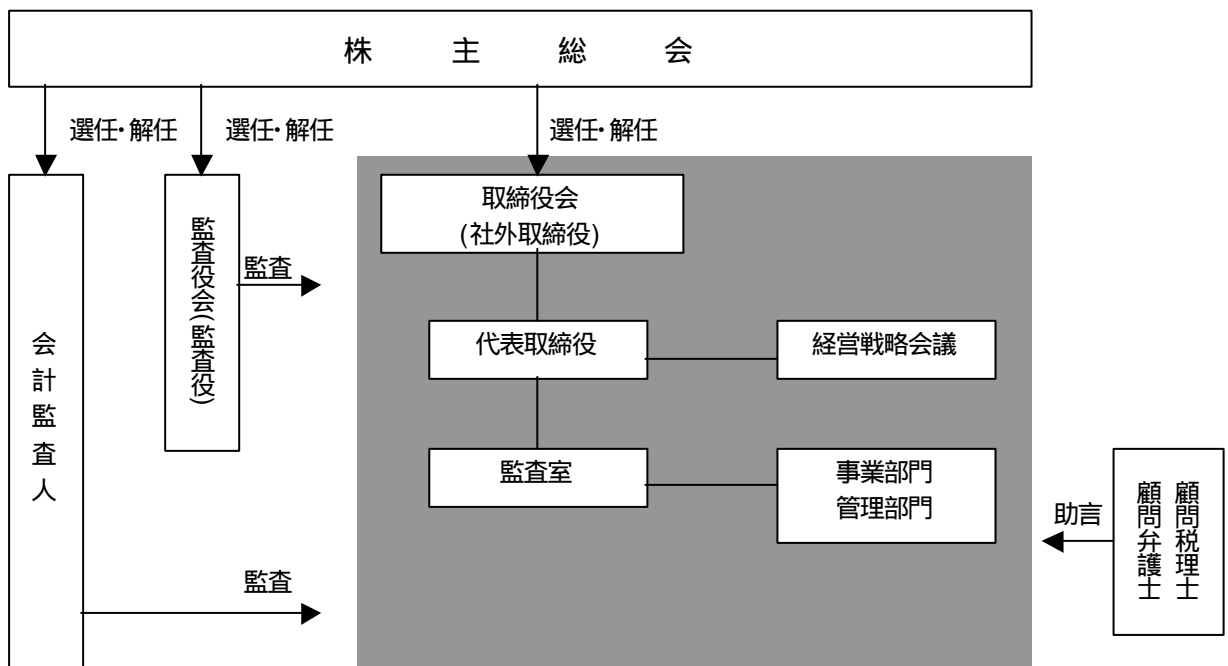 株主総会
選任・解任
選任・解任
選任・解任
取締役会
(社外取締役)
監査役会(監査役)
監査
代表取締役
経営戦略会議
会計監査人
監査室
事業部門
管理部門
助言
顧問税理士
顧問弁護士
監査